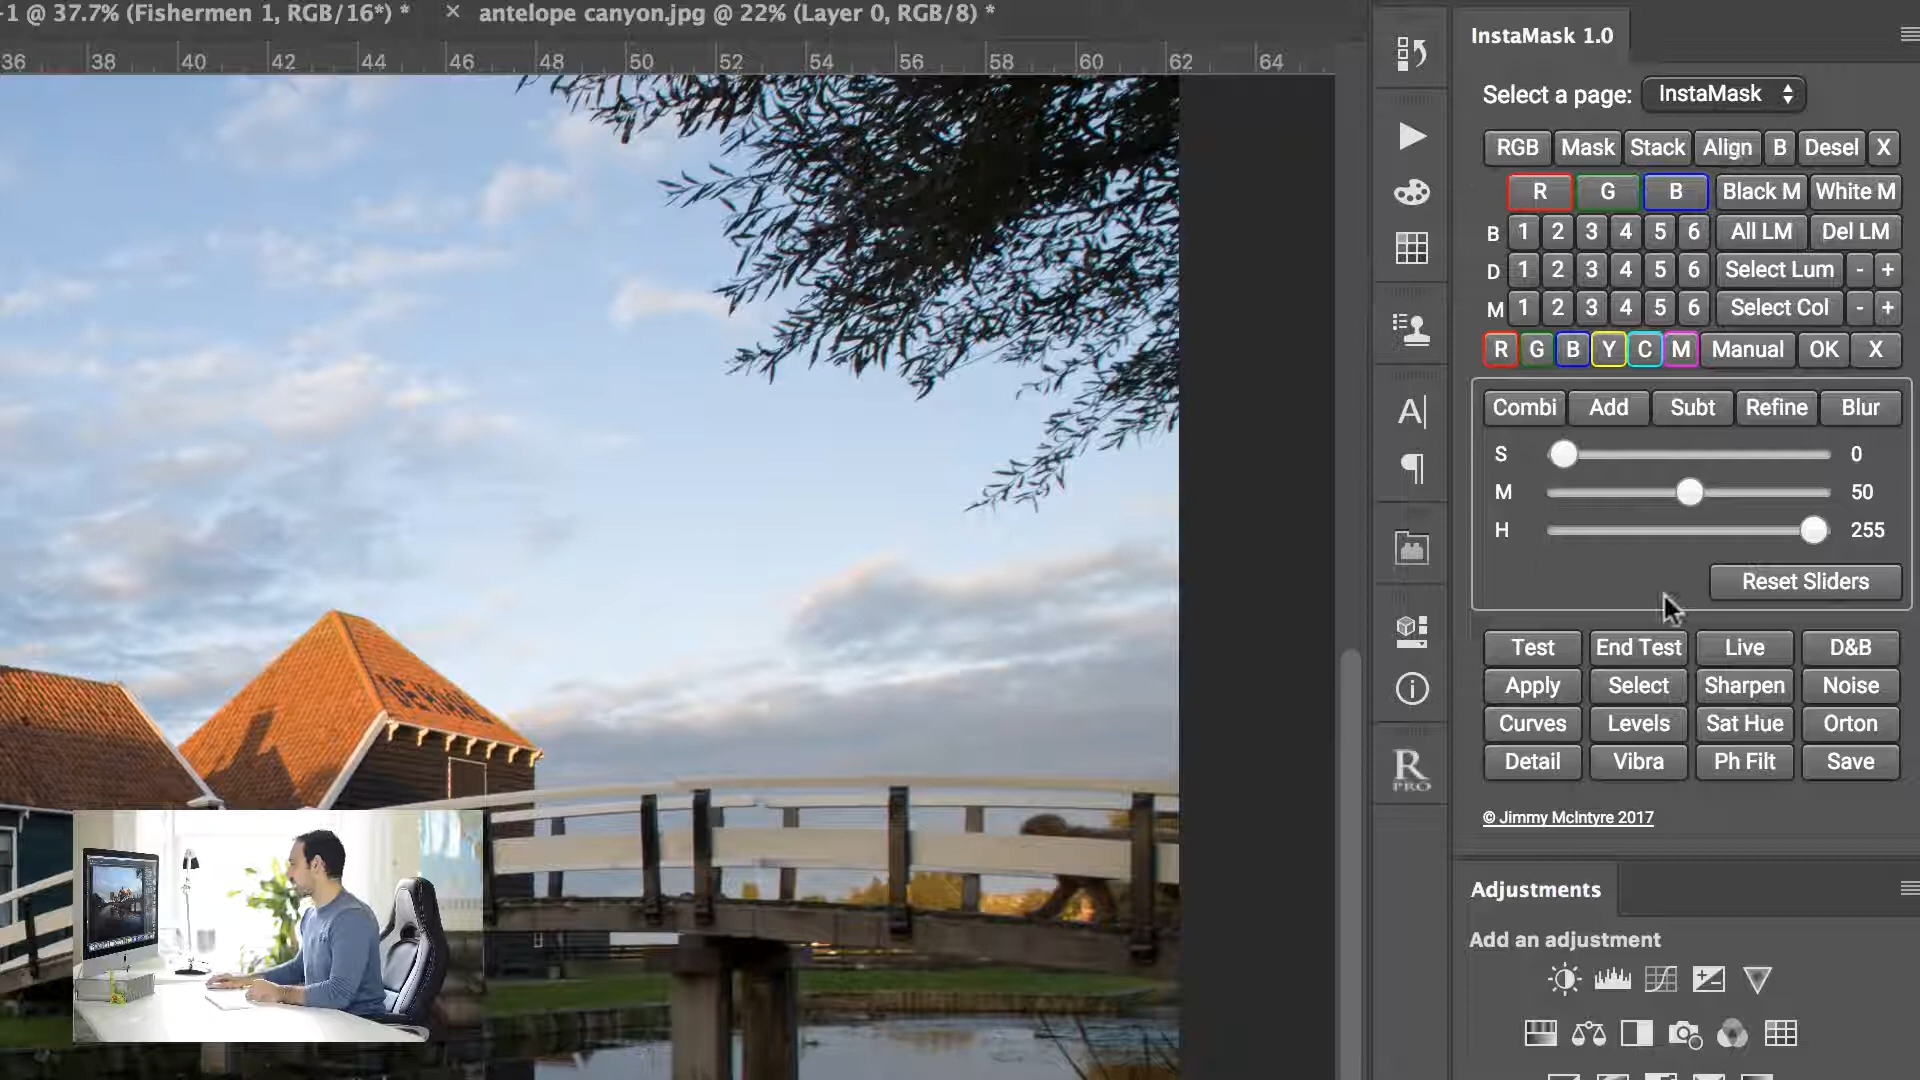 -1 @ 37.7% (Fishermen 1, RGB/16*) * × antelope canyon.jpg @ 22% (Layer 0, RGB/8) *
36 38 40 42 44 46 48 50 52 54 56 58 60 62 64
InstaMask 1.0
Select a page: InstaMask
RGB Mask Stack Align B Desel X
R G B Black M White M
B 1 2 3 4 5 6 All LM Del LM
D 1 2 3 4 5 6 Select Lum - +
M 1 2 3 4 5 6 Select Col - +
R G B Y C M Manual OK X
Combi Add Subt Refine Blur
S 0
M 50
H 255
Reset Sliders
Test End Test Live D&B
Apply Select Sharpen Noise
Curves Levels Sat Hue Orton
Detail Vibra Ph Filt Save
© Jimmy McIntyre 2017
A|
R
PRO
Adjustments
Add an adjustment